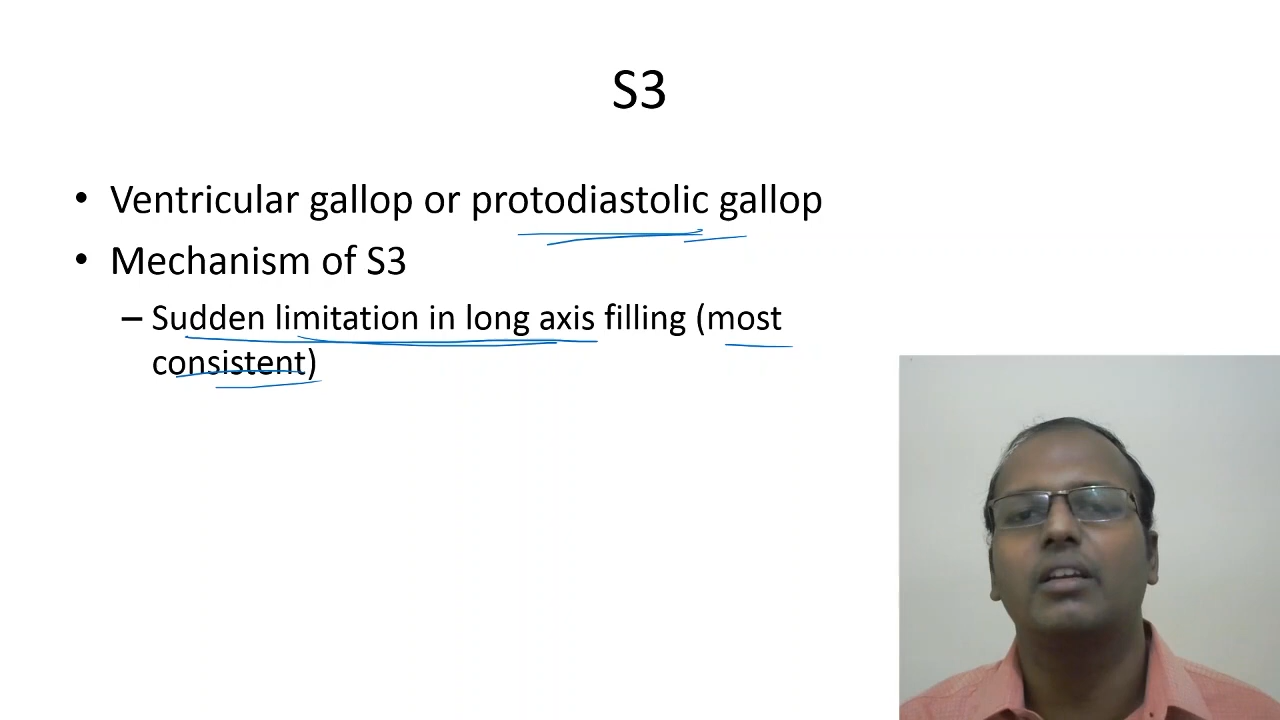 S3
• Ventricular gallop or protodiastolic gallop
• Mechanism of S3
– Sudden limitation in long axis filling (most
consistent)